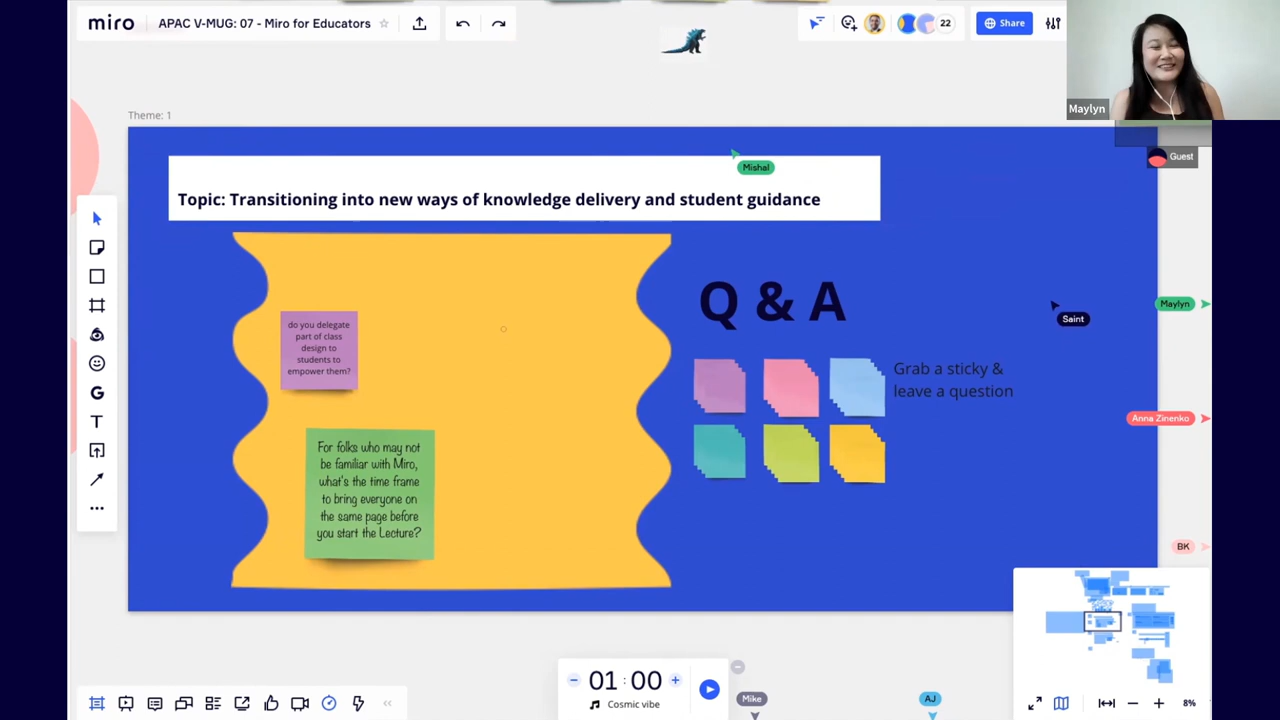 miro
APAC V-MUG: 07 - Miro for Educators
22
Share
Maylyn
Guest
Theme: 1
Mishal
Topic: Transitioning into new ways of knowledge delivery and student guidance
do you delegate
part of class
design to
students to
empower them?
Q & A
Saint
Maylyn
Grab a sticky &
leave a question
Anna Zinenko
For folks who may not
be familiar with Miro,
what's the time frame
to bring everyone on
the same page before
you start the Lecture?
G
T
BK
01 : 00
Cosmic vibe
Mike
AJ
8%